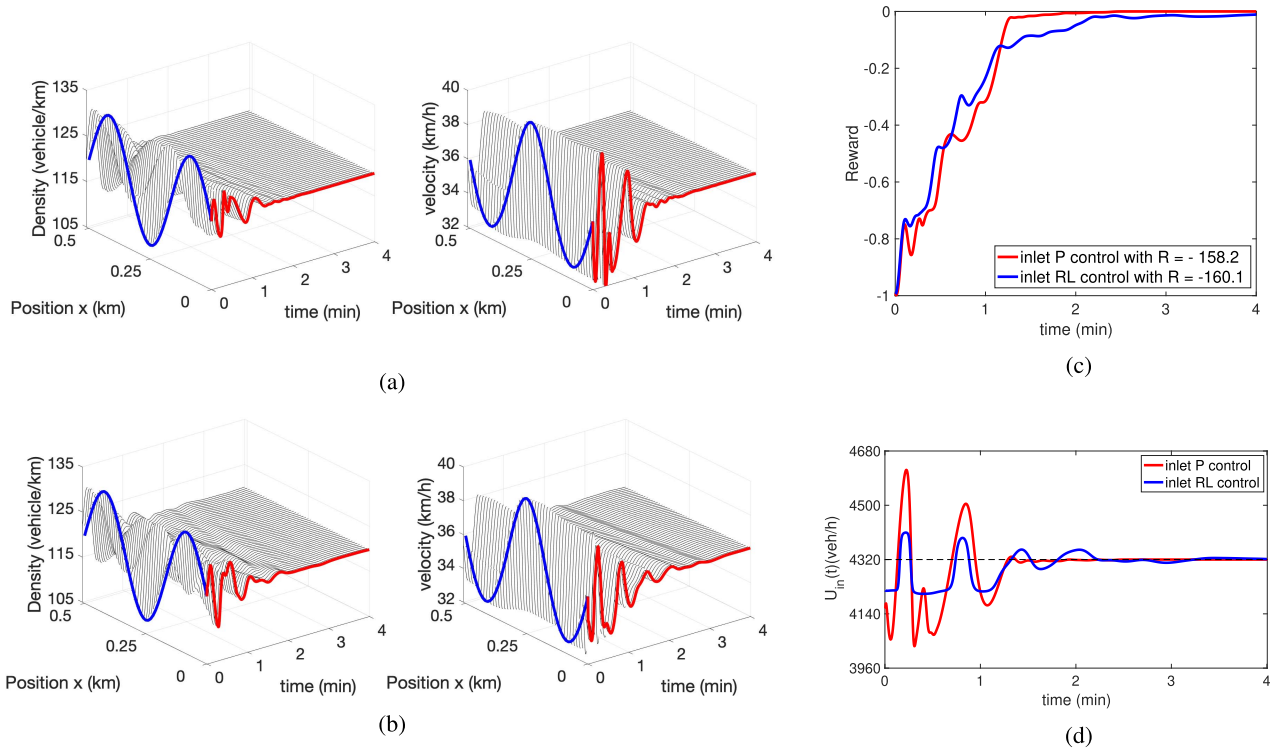 (a)
Density (vehicle/km)
135
125
115
105
0.5
0.25
0
Position x (km)
0
1
2
3
4
time (min)
velocity (km/h)
40
38
36
34
32
0.5
0.25
0
Position x (km)
0
1
2
3
4
time (min)
(b)
Density (vehicle/km)
135
125
115
105
0.5
0.25
0
Position x (km)
0
1
2
3
4
time (min)
velocity (km/h)
40
38
36
34
32
0.5
0.25
0
Position x (km)
0
1
2
3
4
time (min)
Reward
0
-0.2
-0.4
-0.6
-0.8
-1
inlet P control with R = - 158.2
inlet RL control with R = -160.1
0
1
2
3
4
time (min)
(c)
U_in(t)(veh/h)
4680
4500
4320
4140
3960
inlet P control
inlet RL control
0
1
2
3
4
time (min)
(d)